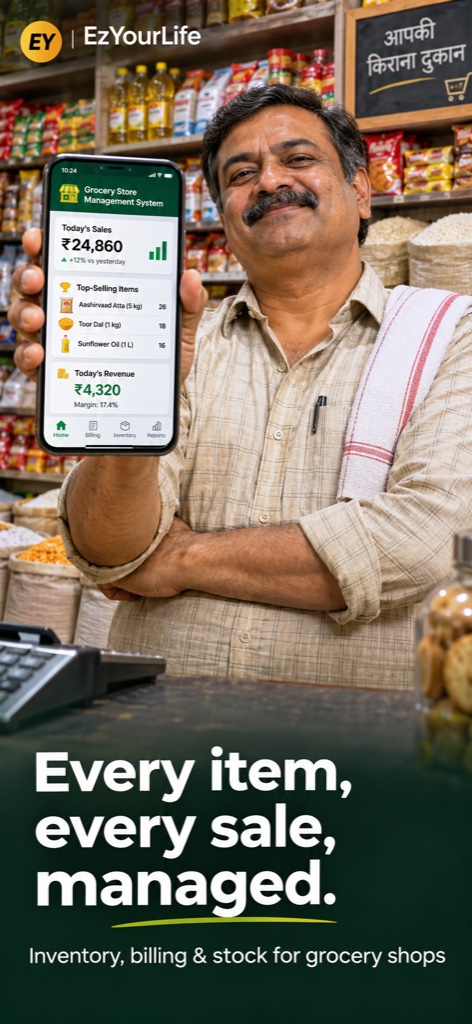 EY | EzYourLife
आपकी
किराना दुकान
10:24
Grocery Store
Management System
Today's Sales
₹24,860
+12% vs yesterday
Top-Selling Items
Aashirvaad Atta (5 kg) 26
Toor Dal (1 kg) 18
Sunflower Oil (1 L) 16
Today's Revenue
₹4,320
Margin: 17.4%
Home Billing Inventory Reports
Every item,
every sale,
managed.
Inventory, billing & stock for grocery shops